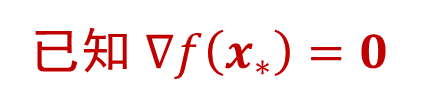 已知 ∇f(x∗) = 0